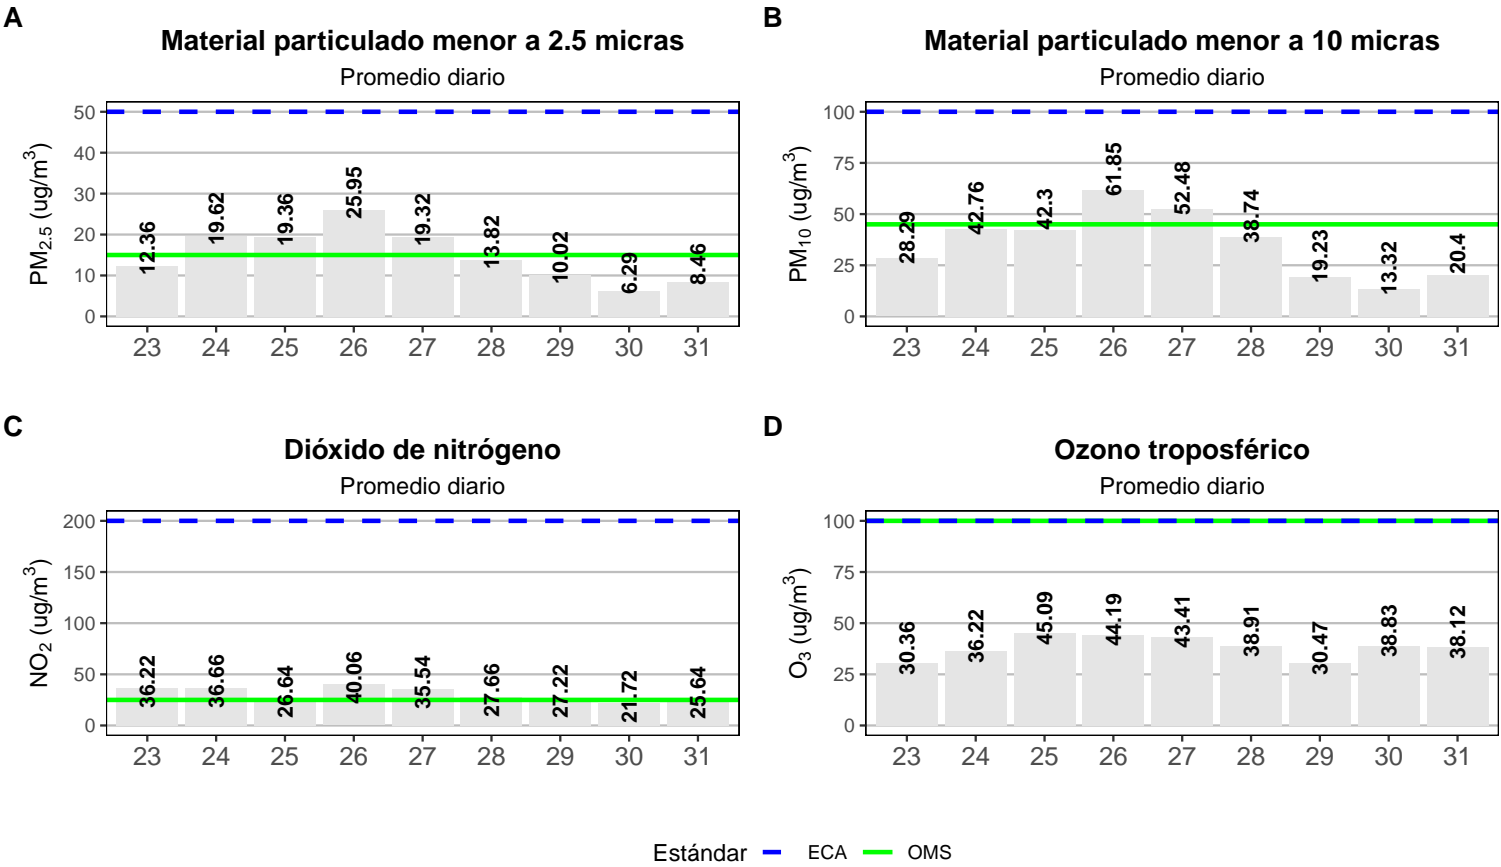 A
Material particulado menor a 2.5 micras
Promedio diario
PM2.5 (ug/m3)
50
40
30
20
10
0
12.36
19.62
19.36
25.95
19.32
13.82
10.02
6.29
8.46
23 24 25 26 27 28 29 30 31
B
Material particulado menor a 10 micras
Promedio diario
PM10 (ug/m3)
100
75
50
25
0
28.29
42.76
42.3
61.85
52.48
38.74
19.23
13.32
20.4
23 24 25 26 27 28 29 30 31
C
Dióxido de nitrógeno
Promedio diario
NO2 (ug/m3)
200
150
100
50
0
36.22
36.66
26.64
40.06
35.54
27.66
27.22
21.72
25.64
23 24 25 26 27 28 29 30 31
D
Ozono troposférico
Promedio diario
O3 (ug/m3)
100
75
50
25
0
30.36
36.22
45.09
44.19
43.41
38.91
30.47
38.83
38.12
23 24 25 26 27 28 29 30 31
Estándar ECA OMS